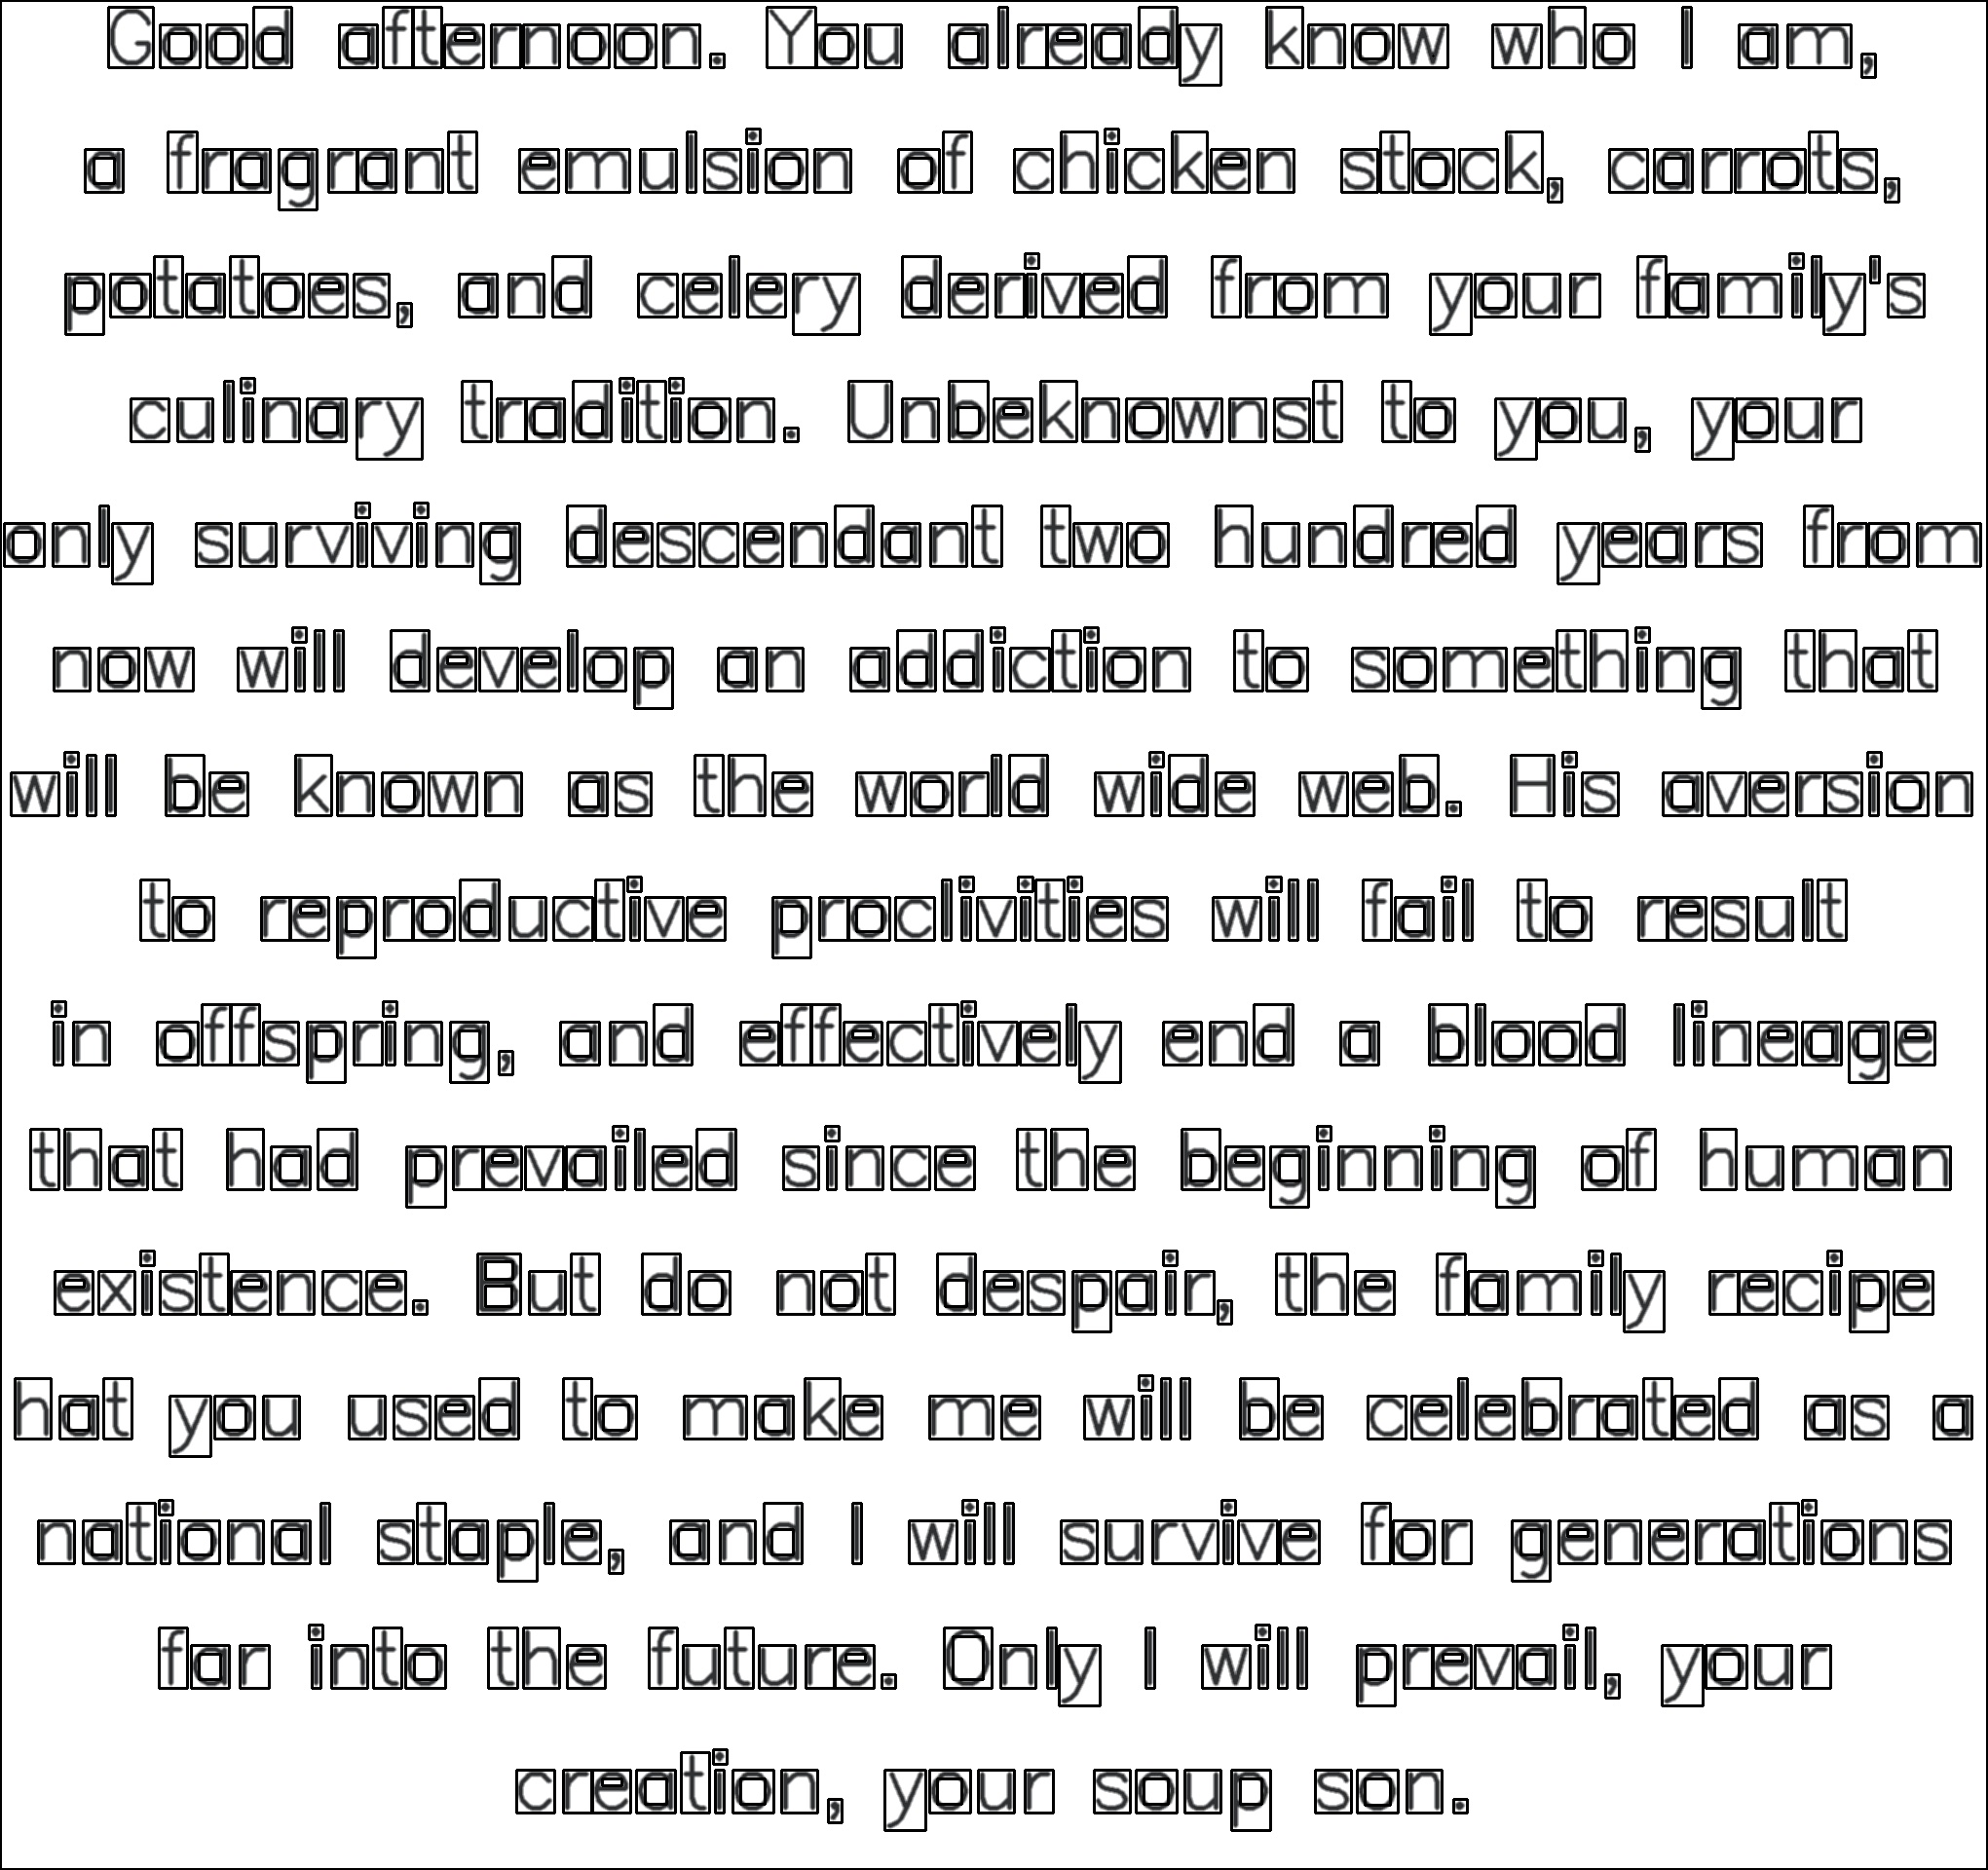 Good afternoon. You already know who I am,
a fragrant emulsion of chicken stock, carrots,
potatoes, and celery derived from your family's
culinary tradition. Unbeknownst to you, your
only surviving descendant two hundred years from
now will develop an addiction to something that
will be known as the world wide web. His aversion
to reproductive proclivities will fail to result
in offspring, and effectively end a blood lineage
that had prevailed since the beginning of human
existence. But do not despair, the family recipe
hat you used to make me will be celebrated as a
national staple, and I will survive for generations
far into the future. Only I will prevail, your
creation, your soup son.